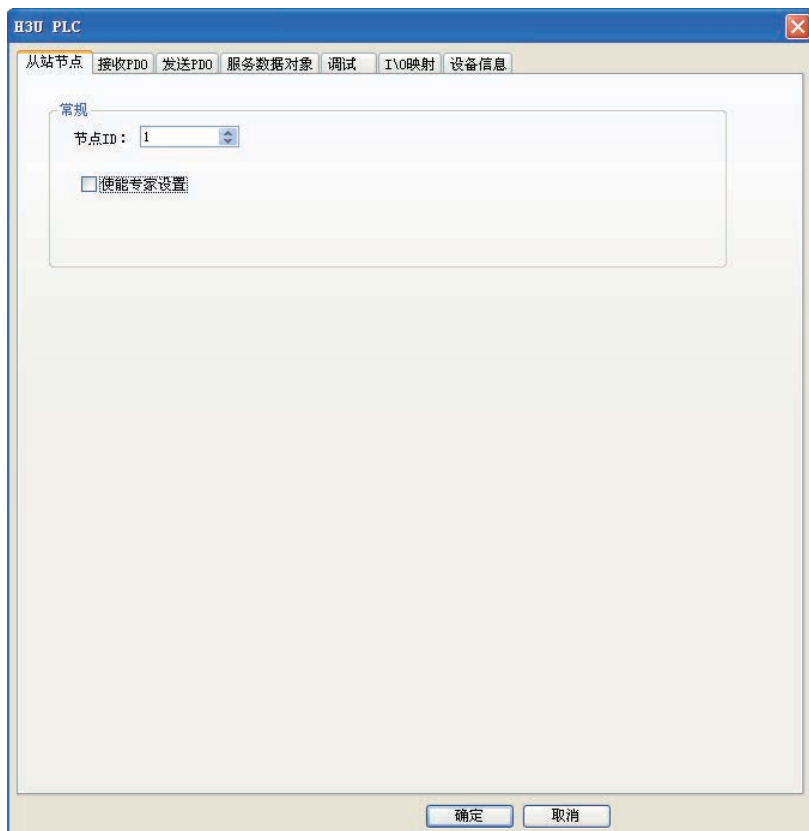 H3U PLC
从站节点 接收PDO 发送PDO 服务数据对象 调试 I\O映射 设备信息
常规
节点ID： 1
使能专家设置
确定 取消